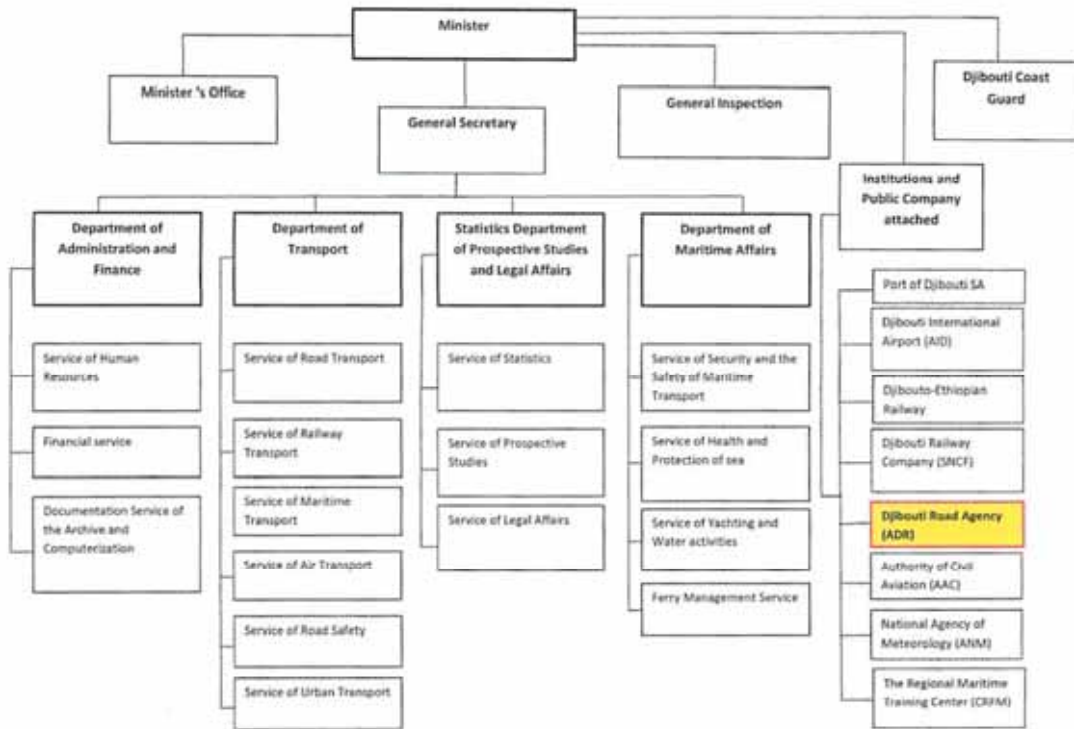 Minister
Minister 's Office
General Secretary
General Inspection
Djibouti Coast
Guard
Institutions and
Public Company
attached
Department of
Administration and
Finance
Service of Human
Resources
Financial service
Documentation Service of
the Archive and
Computerization
Department of
Transport
Service of Road Transport
Service of Railway
Transport
Service of Maritime
Transport
Service of Air Transport
Service of Road Safety
Service of Urban Transport
Statistics Department
of Prospective Studies
and Legal Affairs
Service of Statistics
Service of Prospective
Studies
Service of Legal Affairs
Department of
Maritime Affairs
Service of Security and the
Safety of Maritime
Transport
Service of Health and
Protection of sea
Service of Yachting and
Water activities
Ferry Management Service
Port of Djibouti SA
Djibouti International
Airport (AID)
Djibouto-Ethiopian
Railway
Djibouti Railway
Company (SNCF)
Djibouti Road Agency
(ADR)
Authority of Civil
Aviation (AAC)
National Agency of
Meteorology (ANM)
The Regional Maritime
Training Center (CRFM)